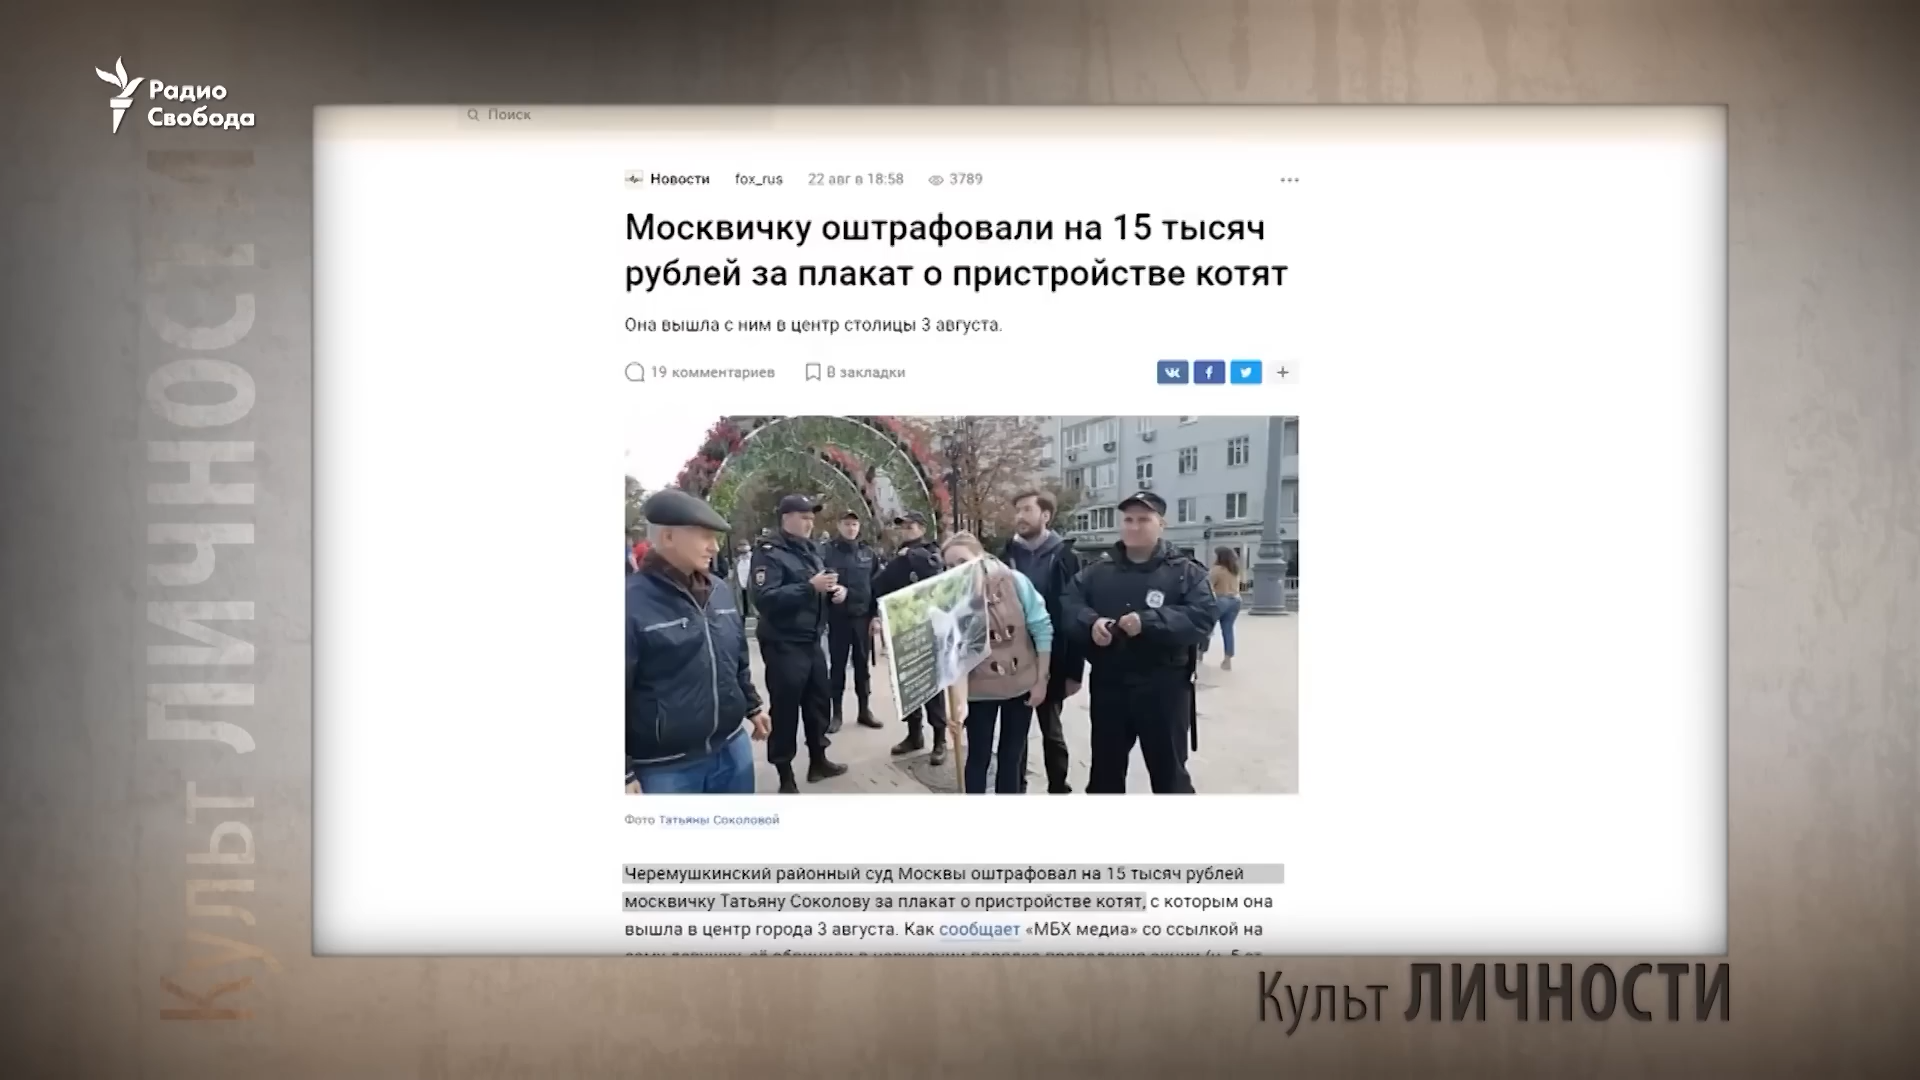 Радио
Свобода
Культ ЛИЧНОСТИ
Поиск
Новости fox_rus 22 авг в 18:58 3789
Москвичку оштрафовали на 15 тысяч
рублей за плакат о пристройстве котят
Она вышла с ним в центр столицы 3 августа.
19 комментариев В закладки
Фото Татьяны Соколовой
Черемушкинский районный суд Москвы оштрафовал на 15 тысяч рублей
москвичку Татьяну Соколову за плакат о пристройстве котят, с которым она
вышла в центр города 3 августа. Как сообщает «МБХ медиа» со ссылкой на
Культ ЛИЧНОСТИ